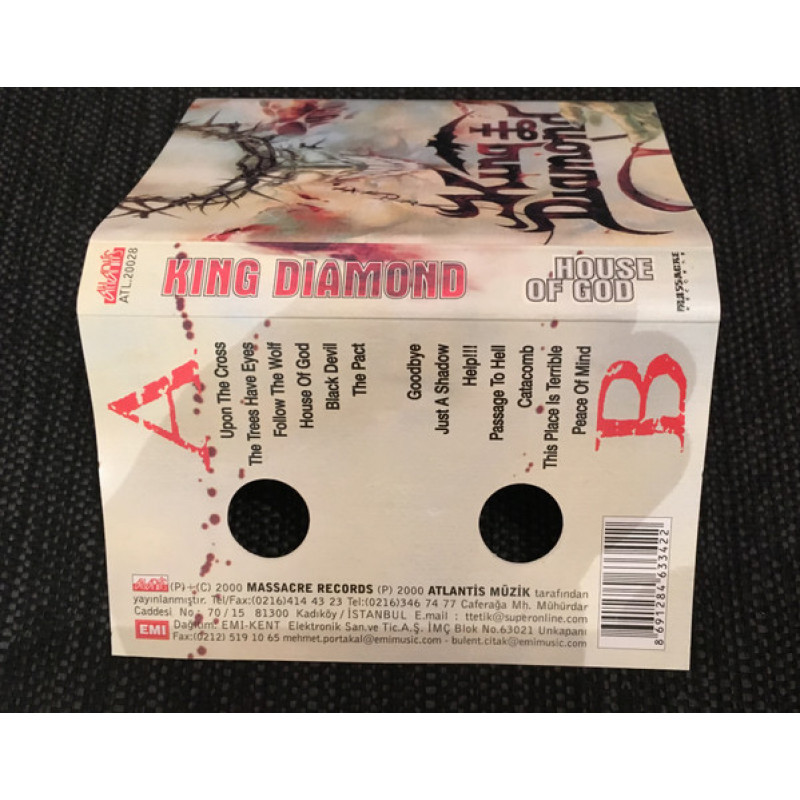 King
Diamond
ATLANTIS
ATL.20028
KING DIAMOND
HOUSE
OF GOD
MASSACRE
RECORDS
A
Upon The Cross
The Trees Have Eyes
Follow The Wolf
House Of God
Black Devil
The Pact
Goodbye
Just A Shadow
Help!!!
Passage To Hell
Catacomb
This Place Is Terrible
Peace Of Mind
B
(P)+(C) 2000 MASSACRE RECORDS (P) 2000 ATLANTİS MÜZİK tarafından
yayınlanmıştır. Tel/Fax:(0216)414 43 23 Tel:(0216)346 74 77 Caferağa Mh. Mühürdar
Caddesi No: 70/15 81300 Kadıköy / İSTANBUL E.mail : ttetik@superonline.com
EMI Dağıtım: EMI-KENT Elektronik San.ve Tic.A.Ş. İMÇ Blok No.63021 Unkapanı
Fax:(0212) 519 10 65 mehmet.portakal@emimusic.com - bulent.citak@emimusic.com
8 691284 633422